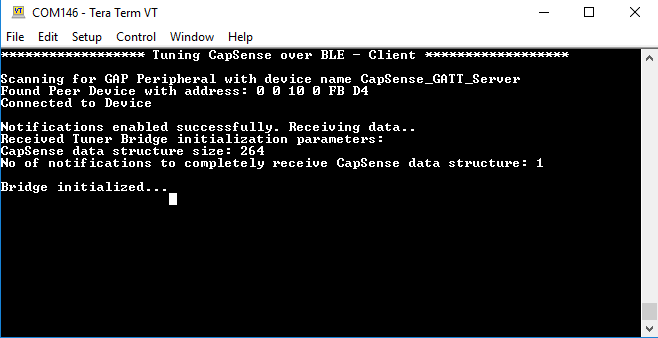 COM146 - Tera Term VT
File Edit Setup Control Window Help
****************** Tuning CapSense over BLE - Client ******************
Scanning for GAP Peripheral with device name CapSense_GATT_Server
Found Peer Device with address: 0 0 10 0 FB D4
Connected to Device
Notifications enabled successfully. Receiving data..
Received Tuner Bridge initialization parameters:
CapSense data structure size: 264
No of notifications to completely receive CapSense data structure: 1
Bridge initialized...